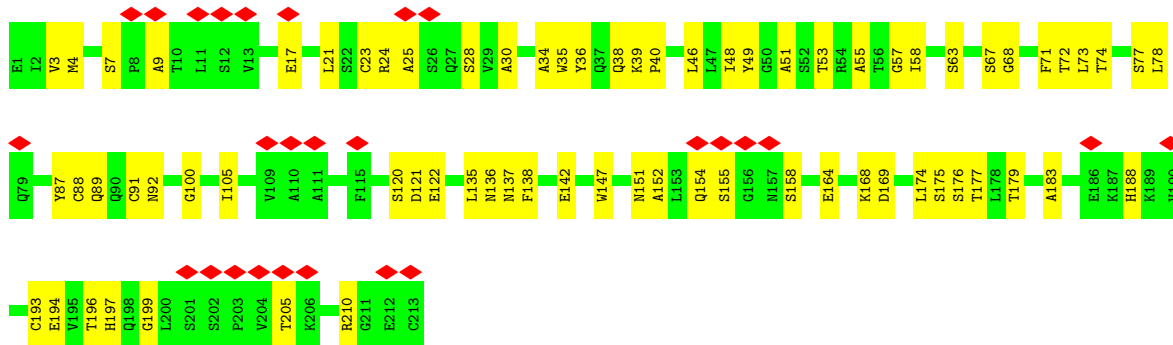 E1 I2 V3 M4 S7 P8 A9 T10 L11 S12 V13 E17 L21 S22 C23 R24 A25 S26 Q27 S28 V29 A30 A34 W35 Y36 Q37 Q38 K39 P40 L46 L47 I48 Y49 G50 A51 S52 T53 R54 A55 T56 G57 I58 S63 S67 G68 F71 T72 L73 T74 S77 L78
Q79 Y87 C88 Q89 Q90 C91 N92 G100 I105 V109 A110 A111 F115 S120 D121 E122 L135 N136 N137 F138 E142 W147 N151 A152 L153 Q154 S155 G156 N157 S158 E164 K168 D169 L174 S175 S176 T177 L178 T179 A183 E186 K187 H188 K189
C193 E194 V195 T196 H197 Q198 G199 L200 S201 S202 P203 V204 T205 K206 R210 G211 E212 C213